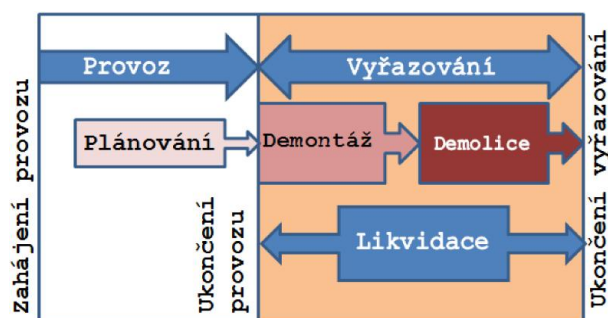 Provoz
Vyřazování
Plánování
Demontáž
Demolice
Likvidace
Zahájení provozu
Ukončení
provozu
Ukončení vyřazování